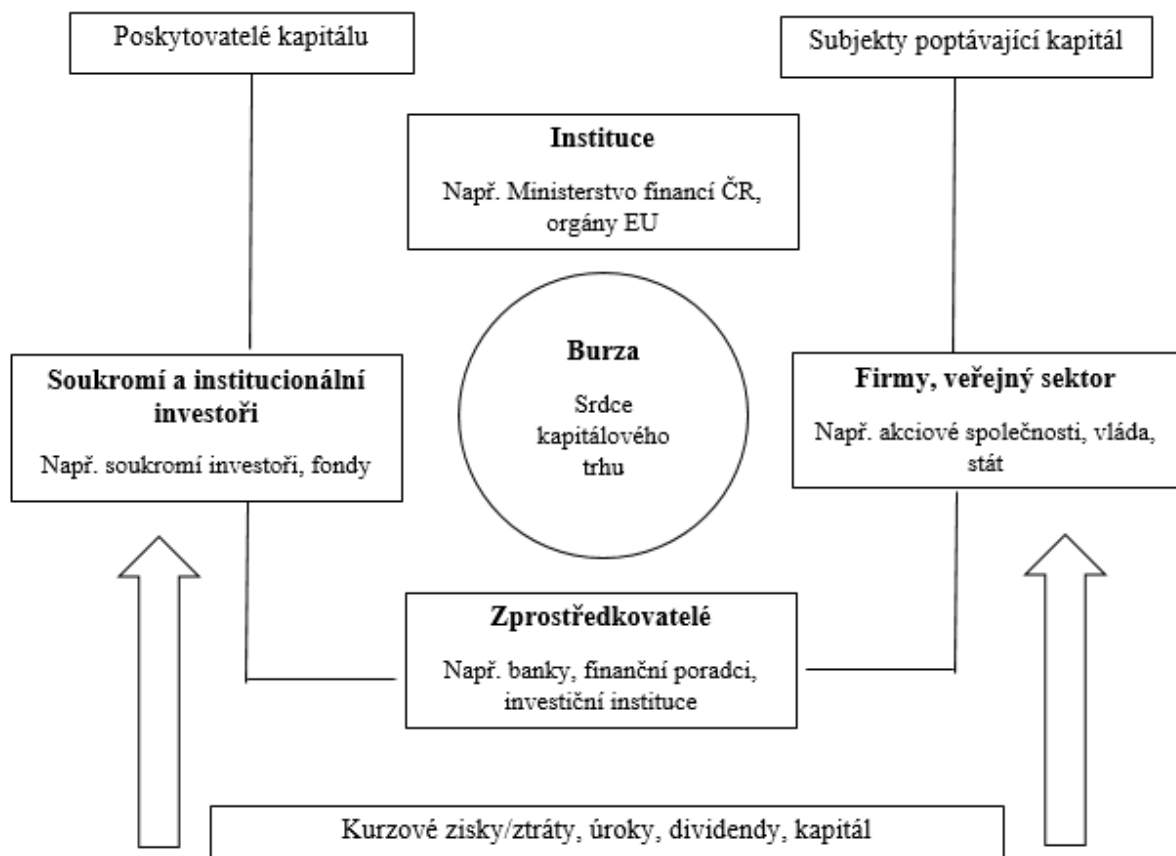 Poskytovatelé kapitálu
Subjekty poptávající kapitál
Instituce
Např. Ministerstvo financí ČR,
orgány EU
Burza
Srdce
kapitálového
trhu
Soukromí a institucionální
investoři
Např. soukromí investoři, fondy
Firmy, veřejný sektor
Např. akciové společnosti, vláda,
stát
Zprostředkovatelé
Např. banky, finanční poradci,
investiční instituce
Kurzové zisky/ztráty, úroky, dividendy, kapitál